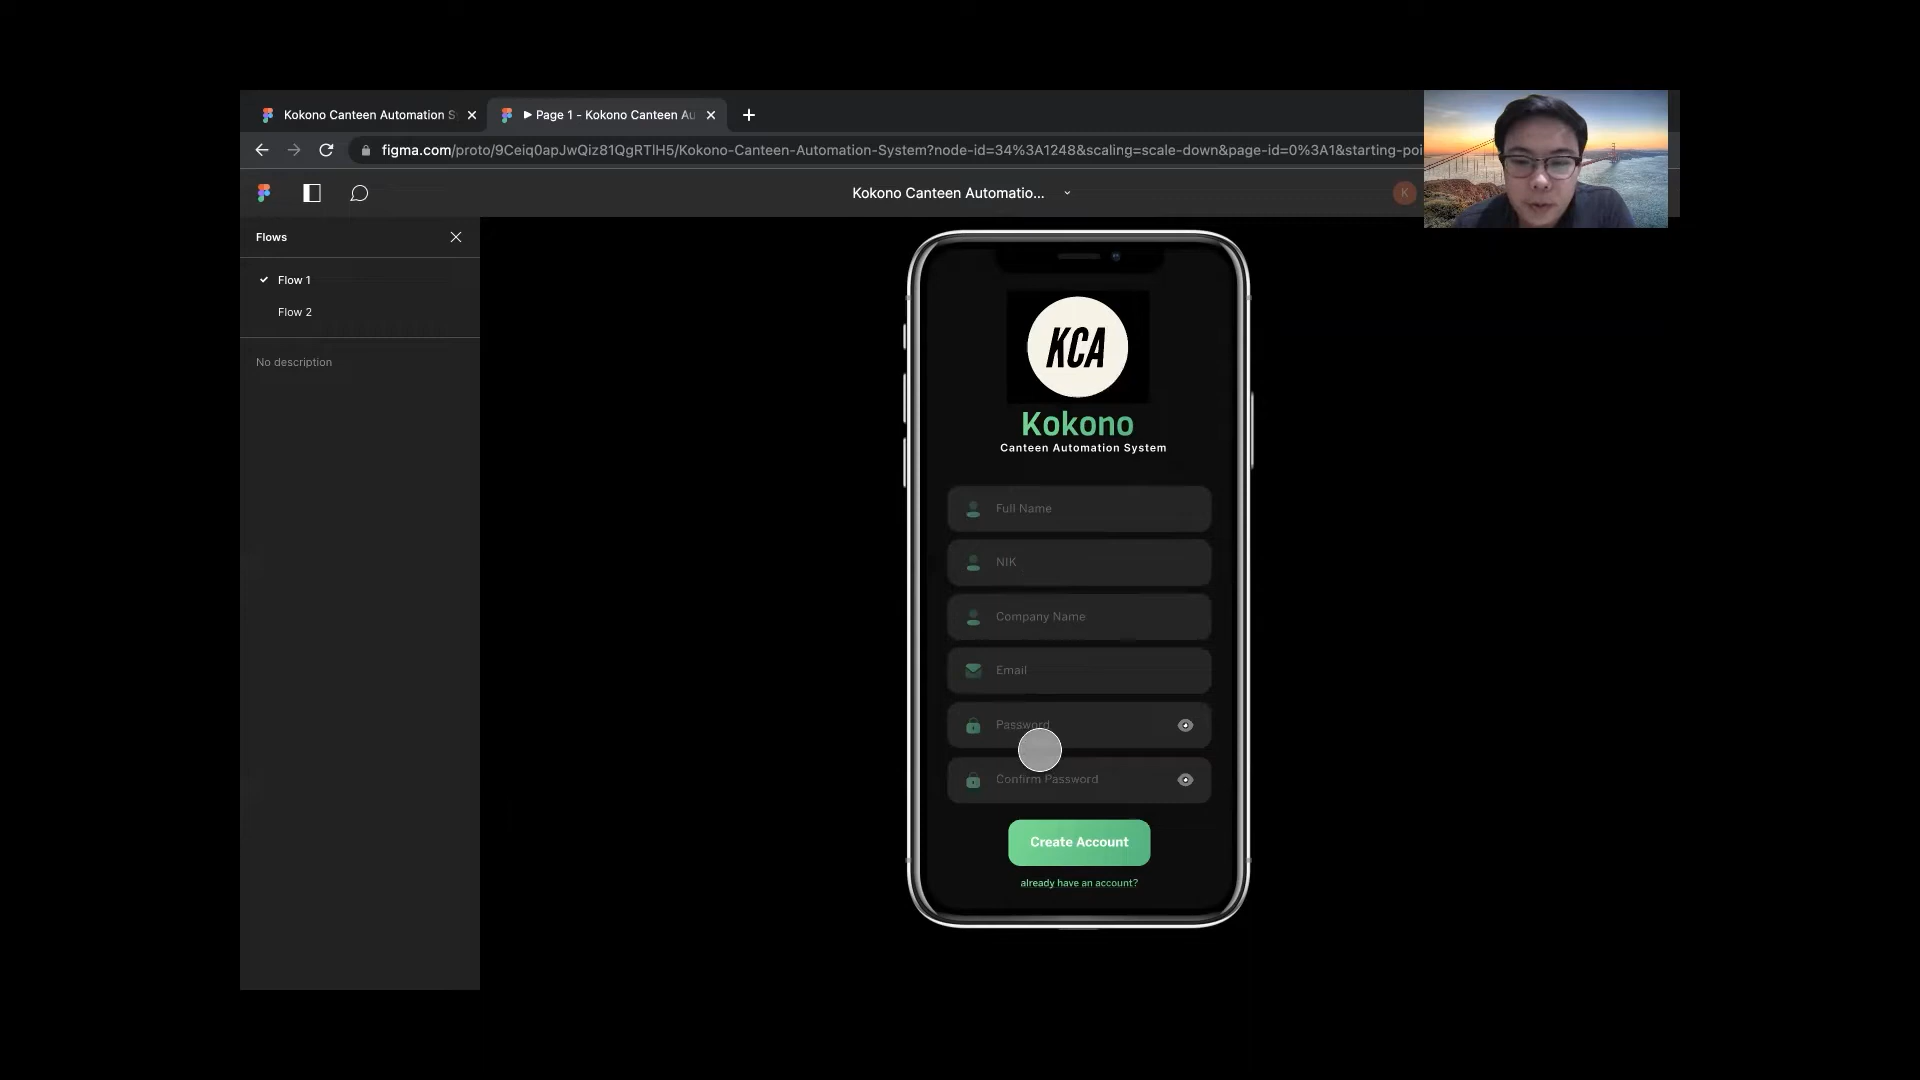 Kokono Canteen Automation S
Page 1 - Kokono Canteen Au
figma.com/proto/9Ceiq0apJwQiz81QgRTlH5/Kokono-Canteen-Automation-System?node-id=34%3A1248&scaling=scale-down&page-id=0%3A1&starting-poi
Kokono Canteen Automatio...
K
Flows
Flow 1
Flow 2
No description
KCA
Kokono
Canteen Automation System
Full Name
NIK
Company Name
Email
Password
Confirm Password
Create Account
already have an account?